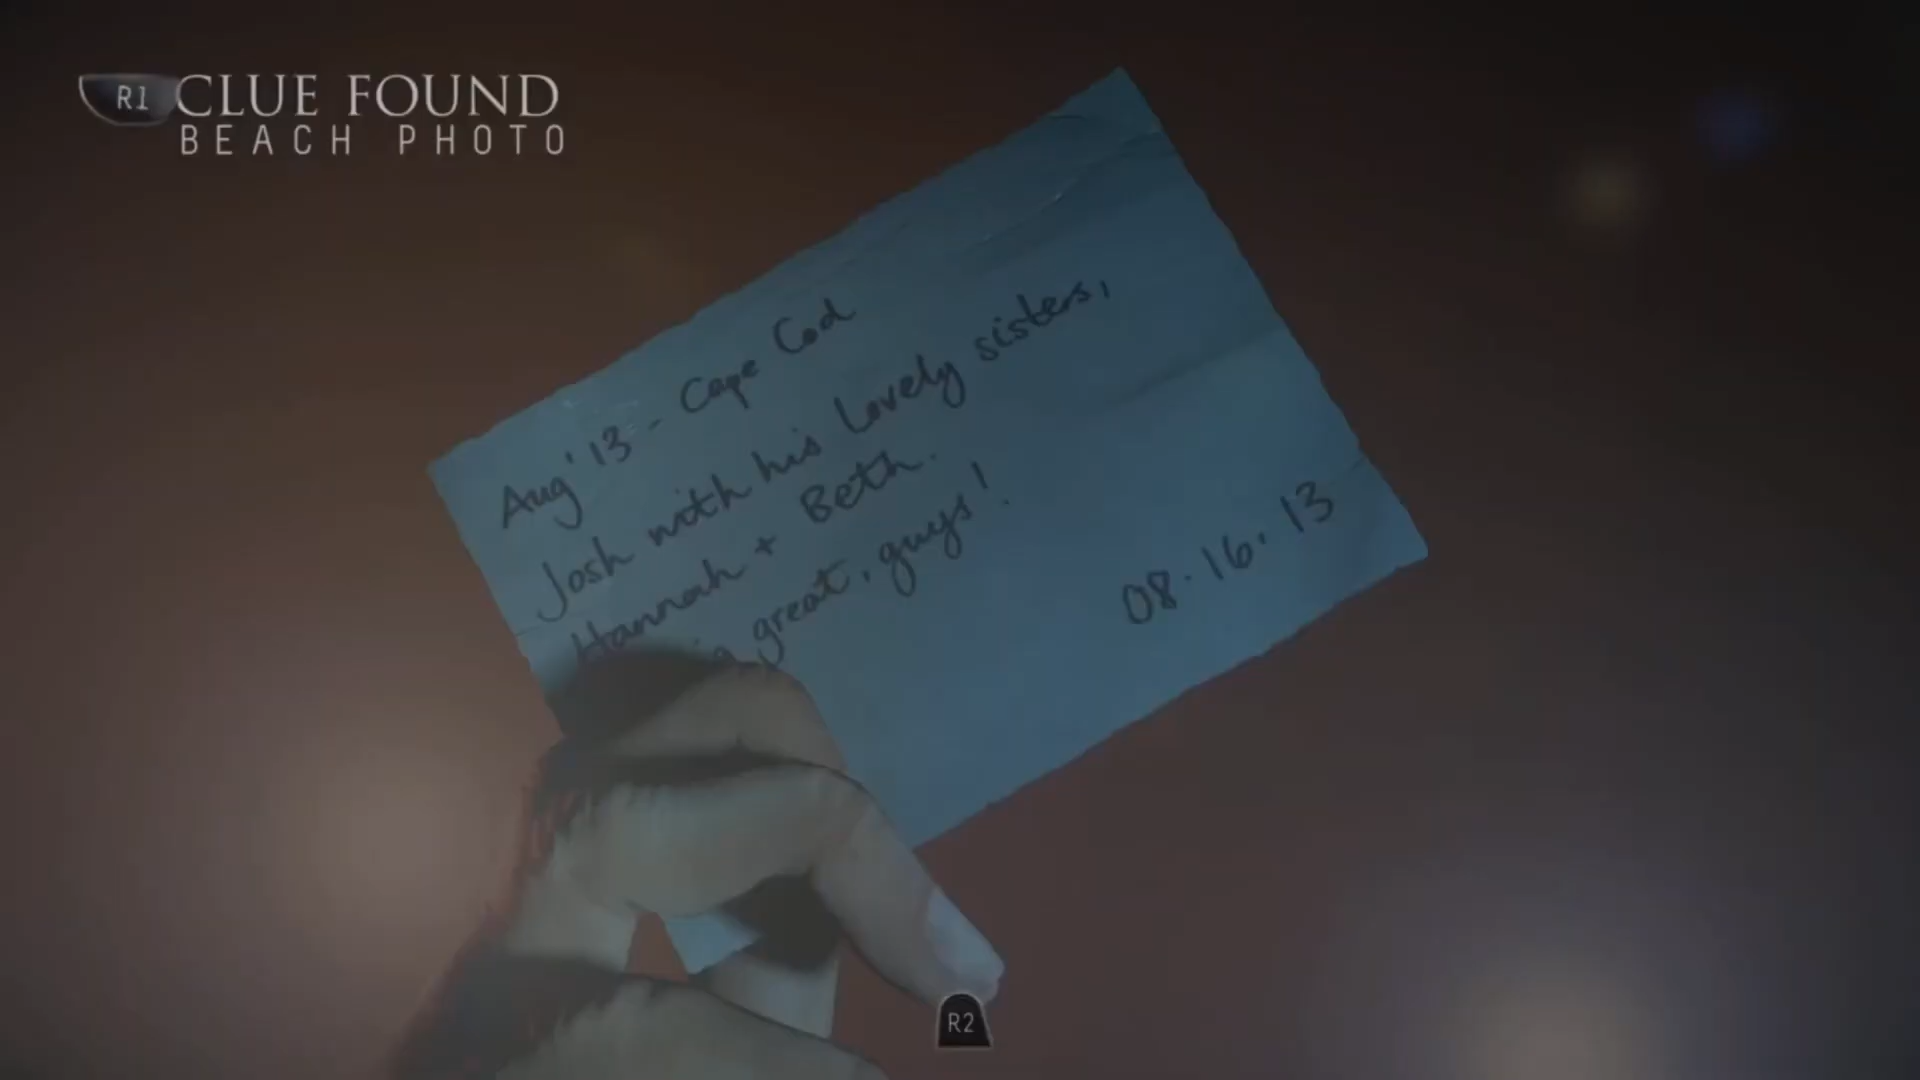 R1 CLUE FOUND
BEACH PHOTO
Aug '13 - Cape Cod
Josh with his lovely sisters,
Hannah + Beth.
great, guys!
08.16.13
R2